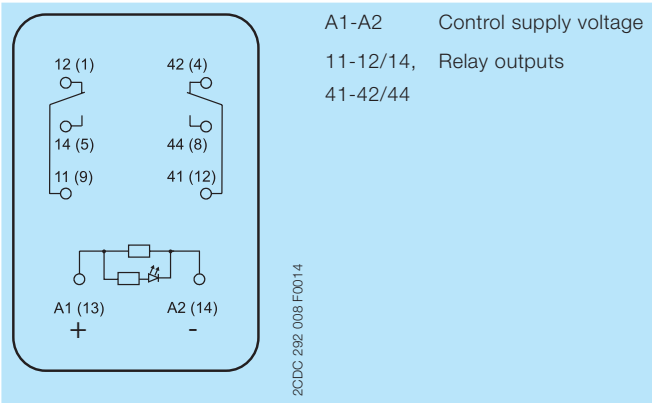 A1-A2 Control supply voltage
11-12/14, Relay outputs
41-42/44
12 (1) 42 (4)
14 (5) 44 (8)
11 (9) 41 (12)
A1 (13) A2 (14)
+ -
2CDC 292 008 F0014